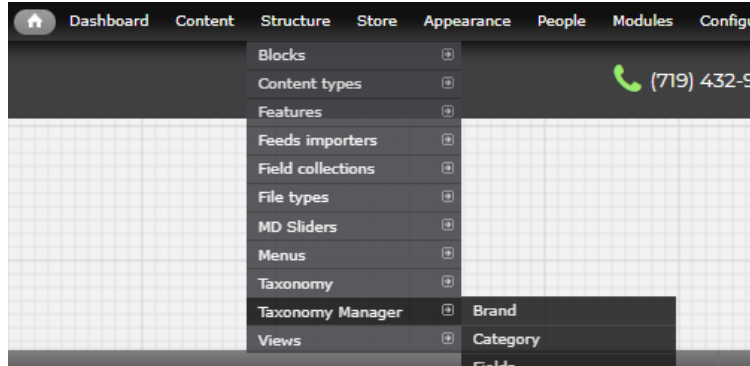 Dashboard Content Structure Store Appearance People Modules
Blocks
Content types
(719) 432-
Features
Feeds importers
Field collections
File types
MD Sliders
Menus
Taxonomy
Taxonomy Manager
Brand
Views
Category